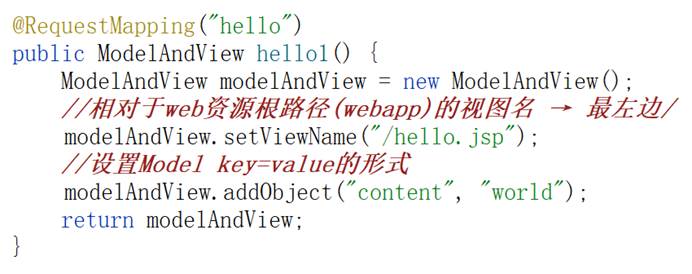 @RequestMapping("hello")
public ModelAndView hello1() {
    ModelAndView modelAndView = new ModelAndView();
    //相对于web资源根路径(webapp)的视图名 → 最左边/
    modelAndView.setViewName("/hello.jsp");
    //设置Model key=value的形式
    modelAndView.addObject("content", "world");
    return modelAndView;
}